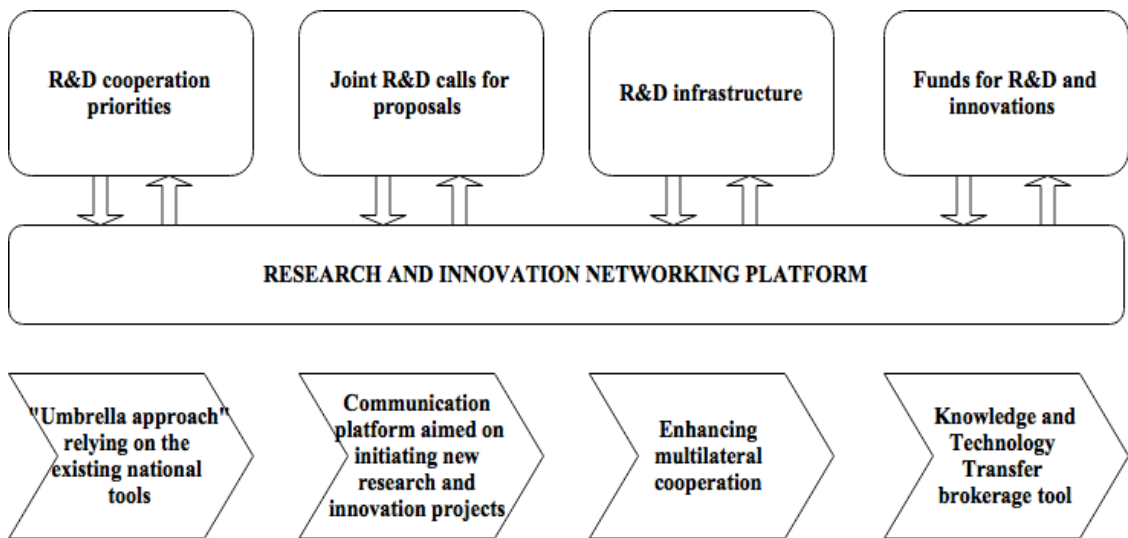 R&D cooperation
priorities
Joint R&D calls for
proposals
R&D infrastructure
Funds for R&D and
innovations
RESEARCH AND INNOVATION NETWORKING PLATFORM
"Umbrella approach"
relying on the
existing national
tools
Communication
platform aimed on
initiating new
research and
innovation projects
Enhancing
multilateral
cooperation
Knowledge and
Technology
Transfer
brokerage tool